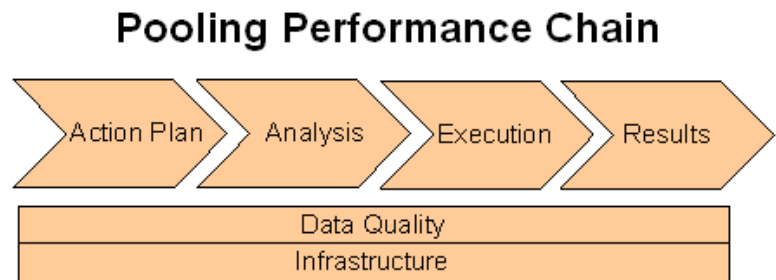 Pooling Performance Chain
Action Plan
Analysis
Execution
Results
Data Quality
Infrastructure